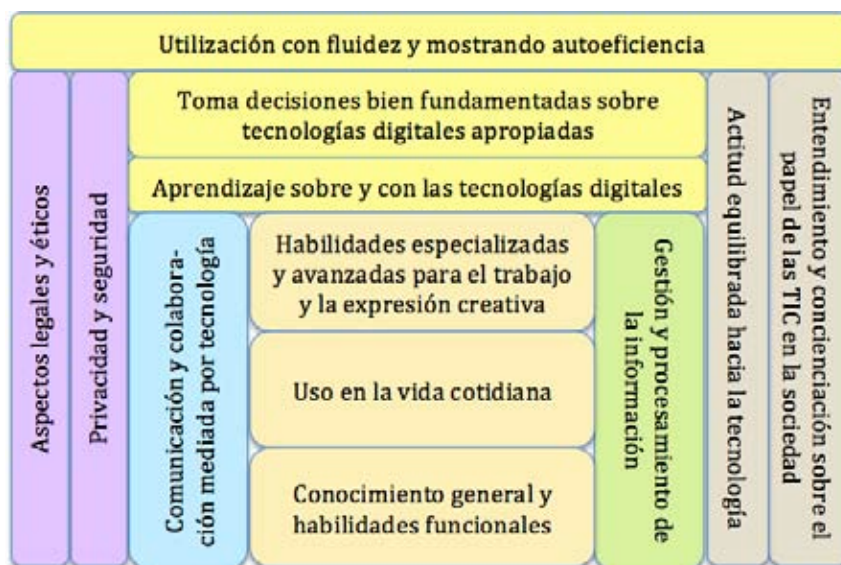 Utilización con fluidez y mostrando autoeficiencia
Aspectos legales y éticos
Privacidad y seguridad
Toma decisiones bien fundamentadas sobre
tecnologías digitales apropiadas
Aprendizaje sobre y con las tecnologías digitales
Comunicación y colabora-
ción mediada por tecnología
Habilidades especializadas
y avanzadas para el trabajo
y la expresión creativa
Uso en la vida cotidiana
Conocimiento general y
habilidades funcionales
Gestión y procesamiento de
la información
Actitud equilibrada hacia la tecnología
Entendimiento y concienciación sobre el
papel de las TIC en la sociedad